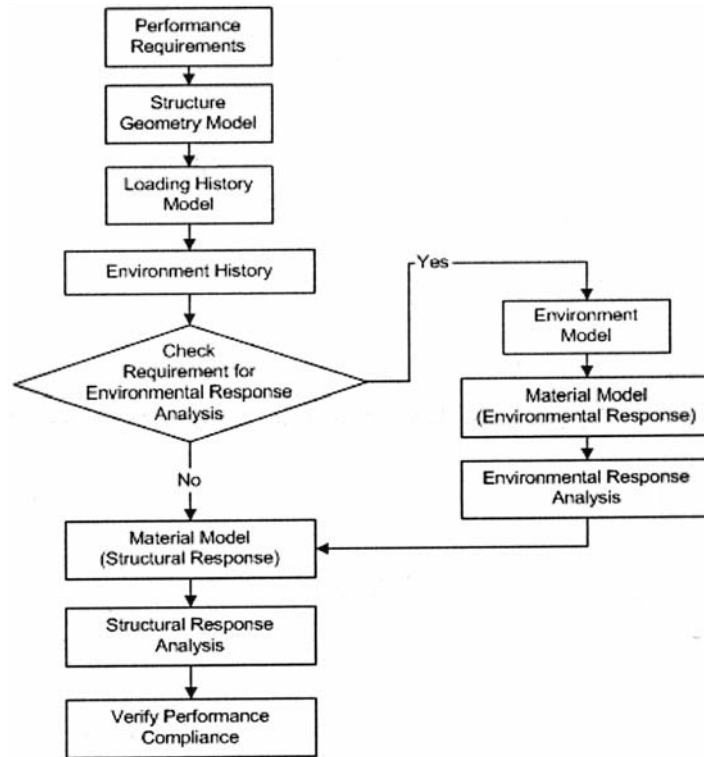 Performance
Requirements
Structure
Geometry Model
Loading History
Model
Environment History
Check
Requirement for
Environmental Response
Analysis
Yes
Environment
Model
Material Model
(Environmental Response)
Environmental Response
Analysis
No
Material Model
(Structural Response)
Structural Response
Analysis
Verify Performance
Compliance